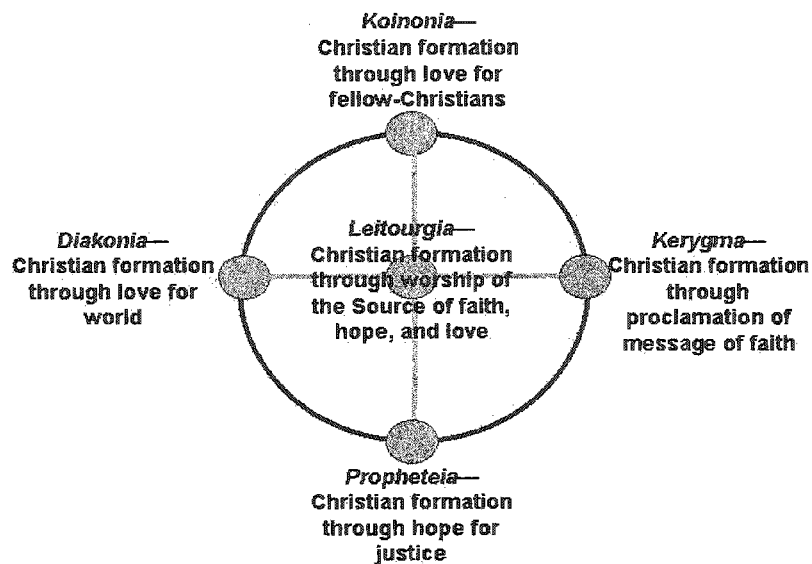 Koinonia—
Christian formation
through love for
fellow-Christians
Diakonia—
Christian formation
through love for
world
Leitourgia—
Christian formation
through worship of
the Source of faith,
hope, and love
Kerygma—
Christian formation
through
proclamation of
message of faith
Propheteia—
Christian formation
through hope for
justice